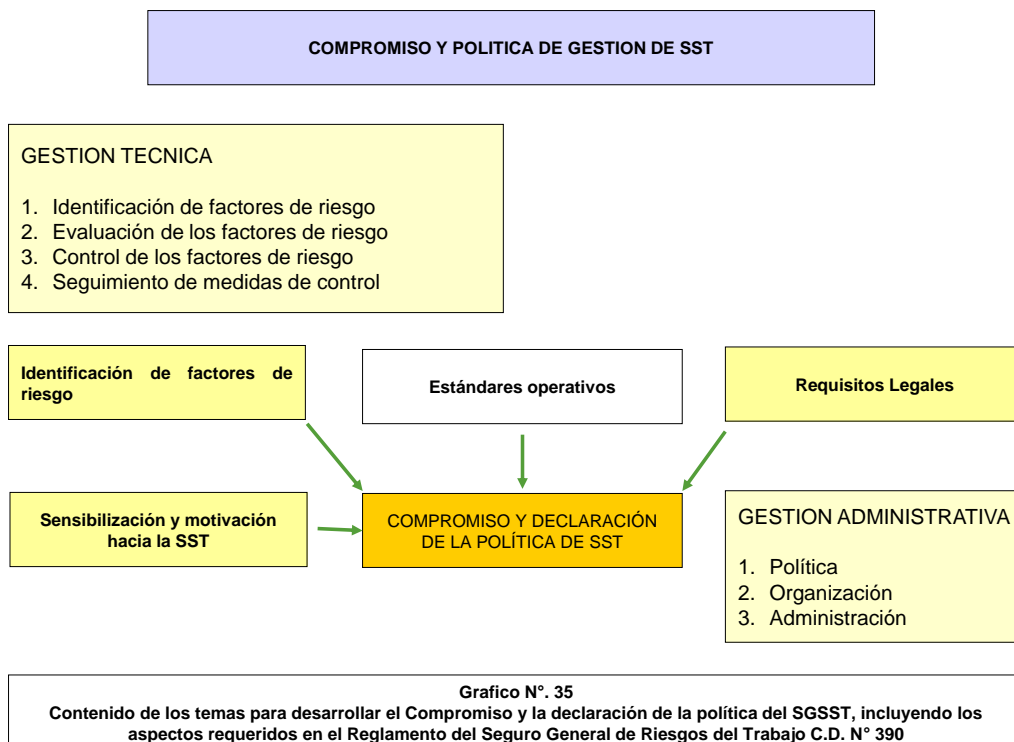 COMPROMISO Y POLITICA DE GESTION DE SST
GESTION TECNICA
1. Identificación de factores de riesgo
2. Evaluación de los factores de riesgo
3. Control de los factores de riesgo
4. Seguimiento de medidas de control
Identificación de factores de
riesgo
Estándares operativos
Requisitos Legales
Sensibilización y motivación
hacia la SST
COMPROMISO Y DECLARACIÓN
DE LA POLÍTICA DE SST
GESTION ADMINISTRATIVA
1. Política
2. Organización
3. Administración
Grafico N°. 35
Contenido de los temas para desarrollar el Compromiso y la declaración de la política del SGSST, incluyendo los
aspectos requeridos en el Reglamento del Seguro General de Riesgos del Trabajo C.D. N° 390